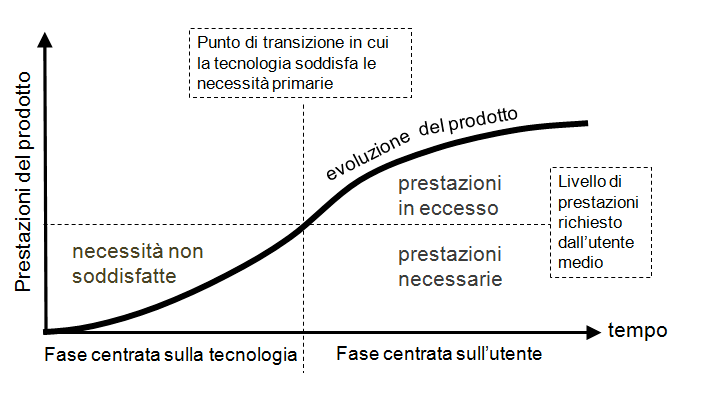 Punto di transizione in cui
la tecnologia soddisfa le
necessità primarie
Prestazioni del prodotto
evoluzione del prodotto
prestazioni
in eccesso
Livello di
prestazioni
richiesto
dall'utente
medio
necessità non
soddisfatte
prestazioni
necessarie
tempo
Fase centrata sulla tecnologia
Fase centrata sull'utente